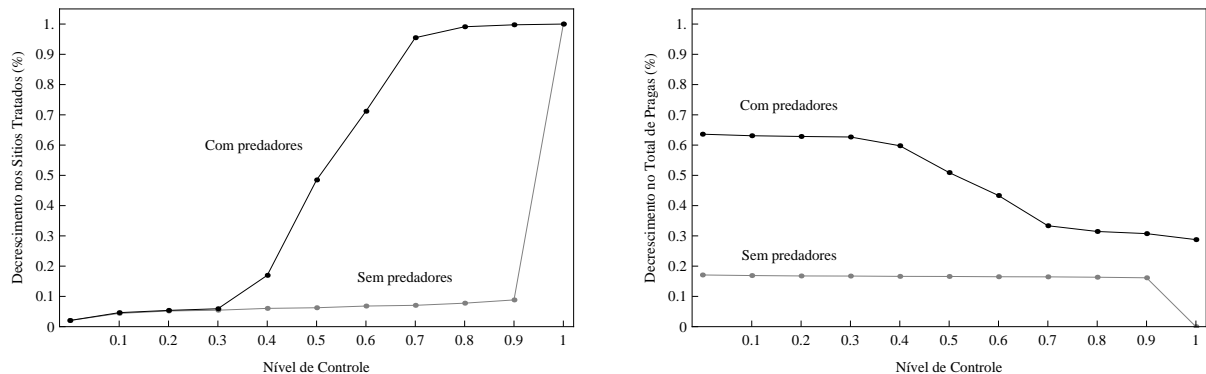 Decrescimento nos Sitios Tratados (%)
1.
0.9
0.8
0.7
0.6
0.5
0.4
0.3
0.2
0.1
0
Com predadores
Sem predadores
0.1 0.2 0.3 0.4 0.5 0.6 0.7 0.8 0.9 1
Nível de Controle
Decrescimento no Total de Pragas (%)
1.
0.9
0.8
0.7
0.6
0.5
0.4
0.3
0.2
0.1
0
Com predadores
Sem predadores
0.1 0.2 0.3 0.4 0.5 0.6 0.7 0.8 0.9 1
Nível de Controle